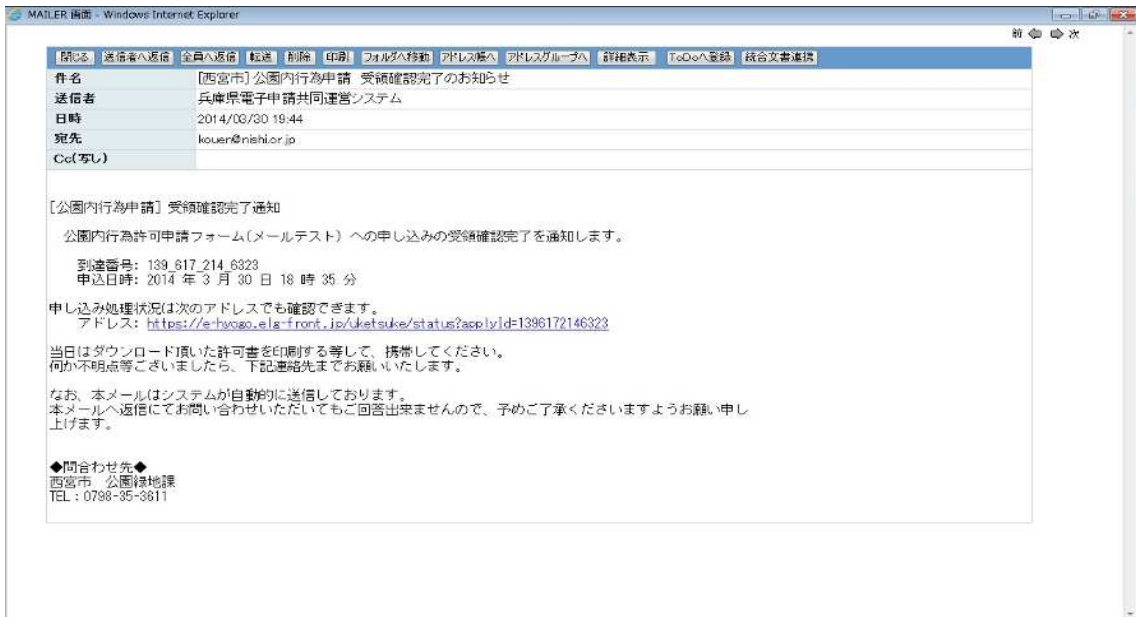 MAILER 画面 - Windows Internet Explorer
前 次
閉じる 送信者へ返信 全員へ返信 転送 削除 印刷 フォルダへ移動 アドレス帳へ アドレスグループへ 詳細表示 ToDoへ登録 統合文書連携
件名 [西宮市]公園内行為申請 受領確認完了のお知らせ
送信者 兵庫県電子申請共同運営システム
日時 2014/03/30 19:44
宛先 kouen@nishi.or.jp
Cc(写し)
[公園内行為申請] 受領確認完了通知
公園内行為許可申請フォーム(メールテスト) への申し込みの受領確認完了を通知します。
到達番号: 139_617_214_6323
申込日時: 2014 年 3 月 30 日 18 時 35 分
申し込み処理状況は次のアドレスでも確認できます。
アドレス: https://e-hyogo.elg-front.jp/uketsuke/status?applyId=1396172146323
当日はダウンロード頂いた許可書を印刷する等して、携帯してください。
何か不明点等ございましたら、下記連絡先までお願いいたします。
なお、本メールはシステムが自動的に送信しております。
本メールへ返信にてお問い合わせいただいてもご回答出来ませんので、予めご了承くださいますようお願い申し
上げます。
◆問合わせ先◆
西宮市 公園緑地課
TEL : 0798-35-3611